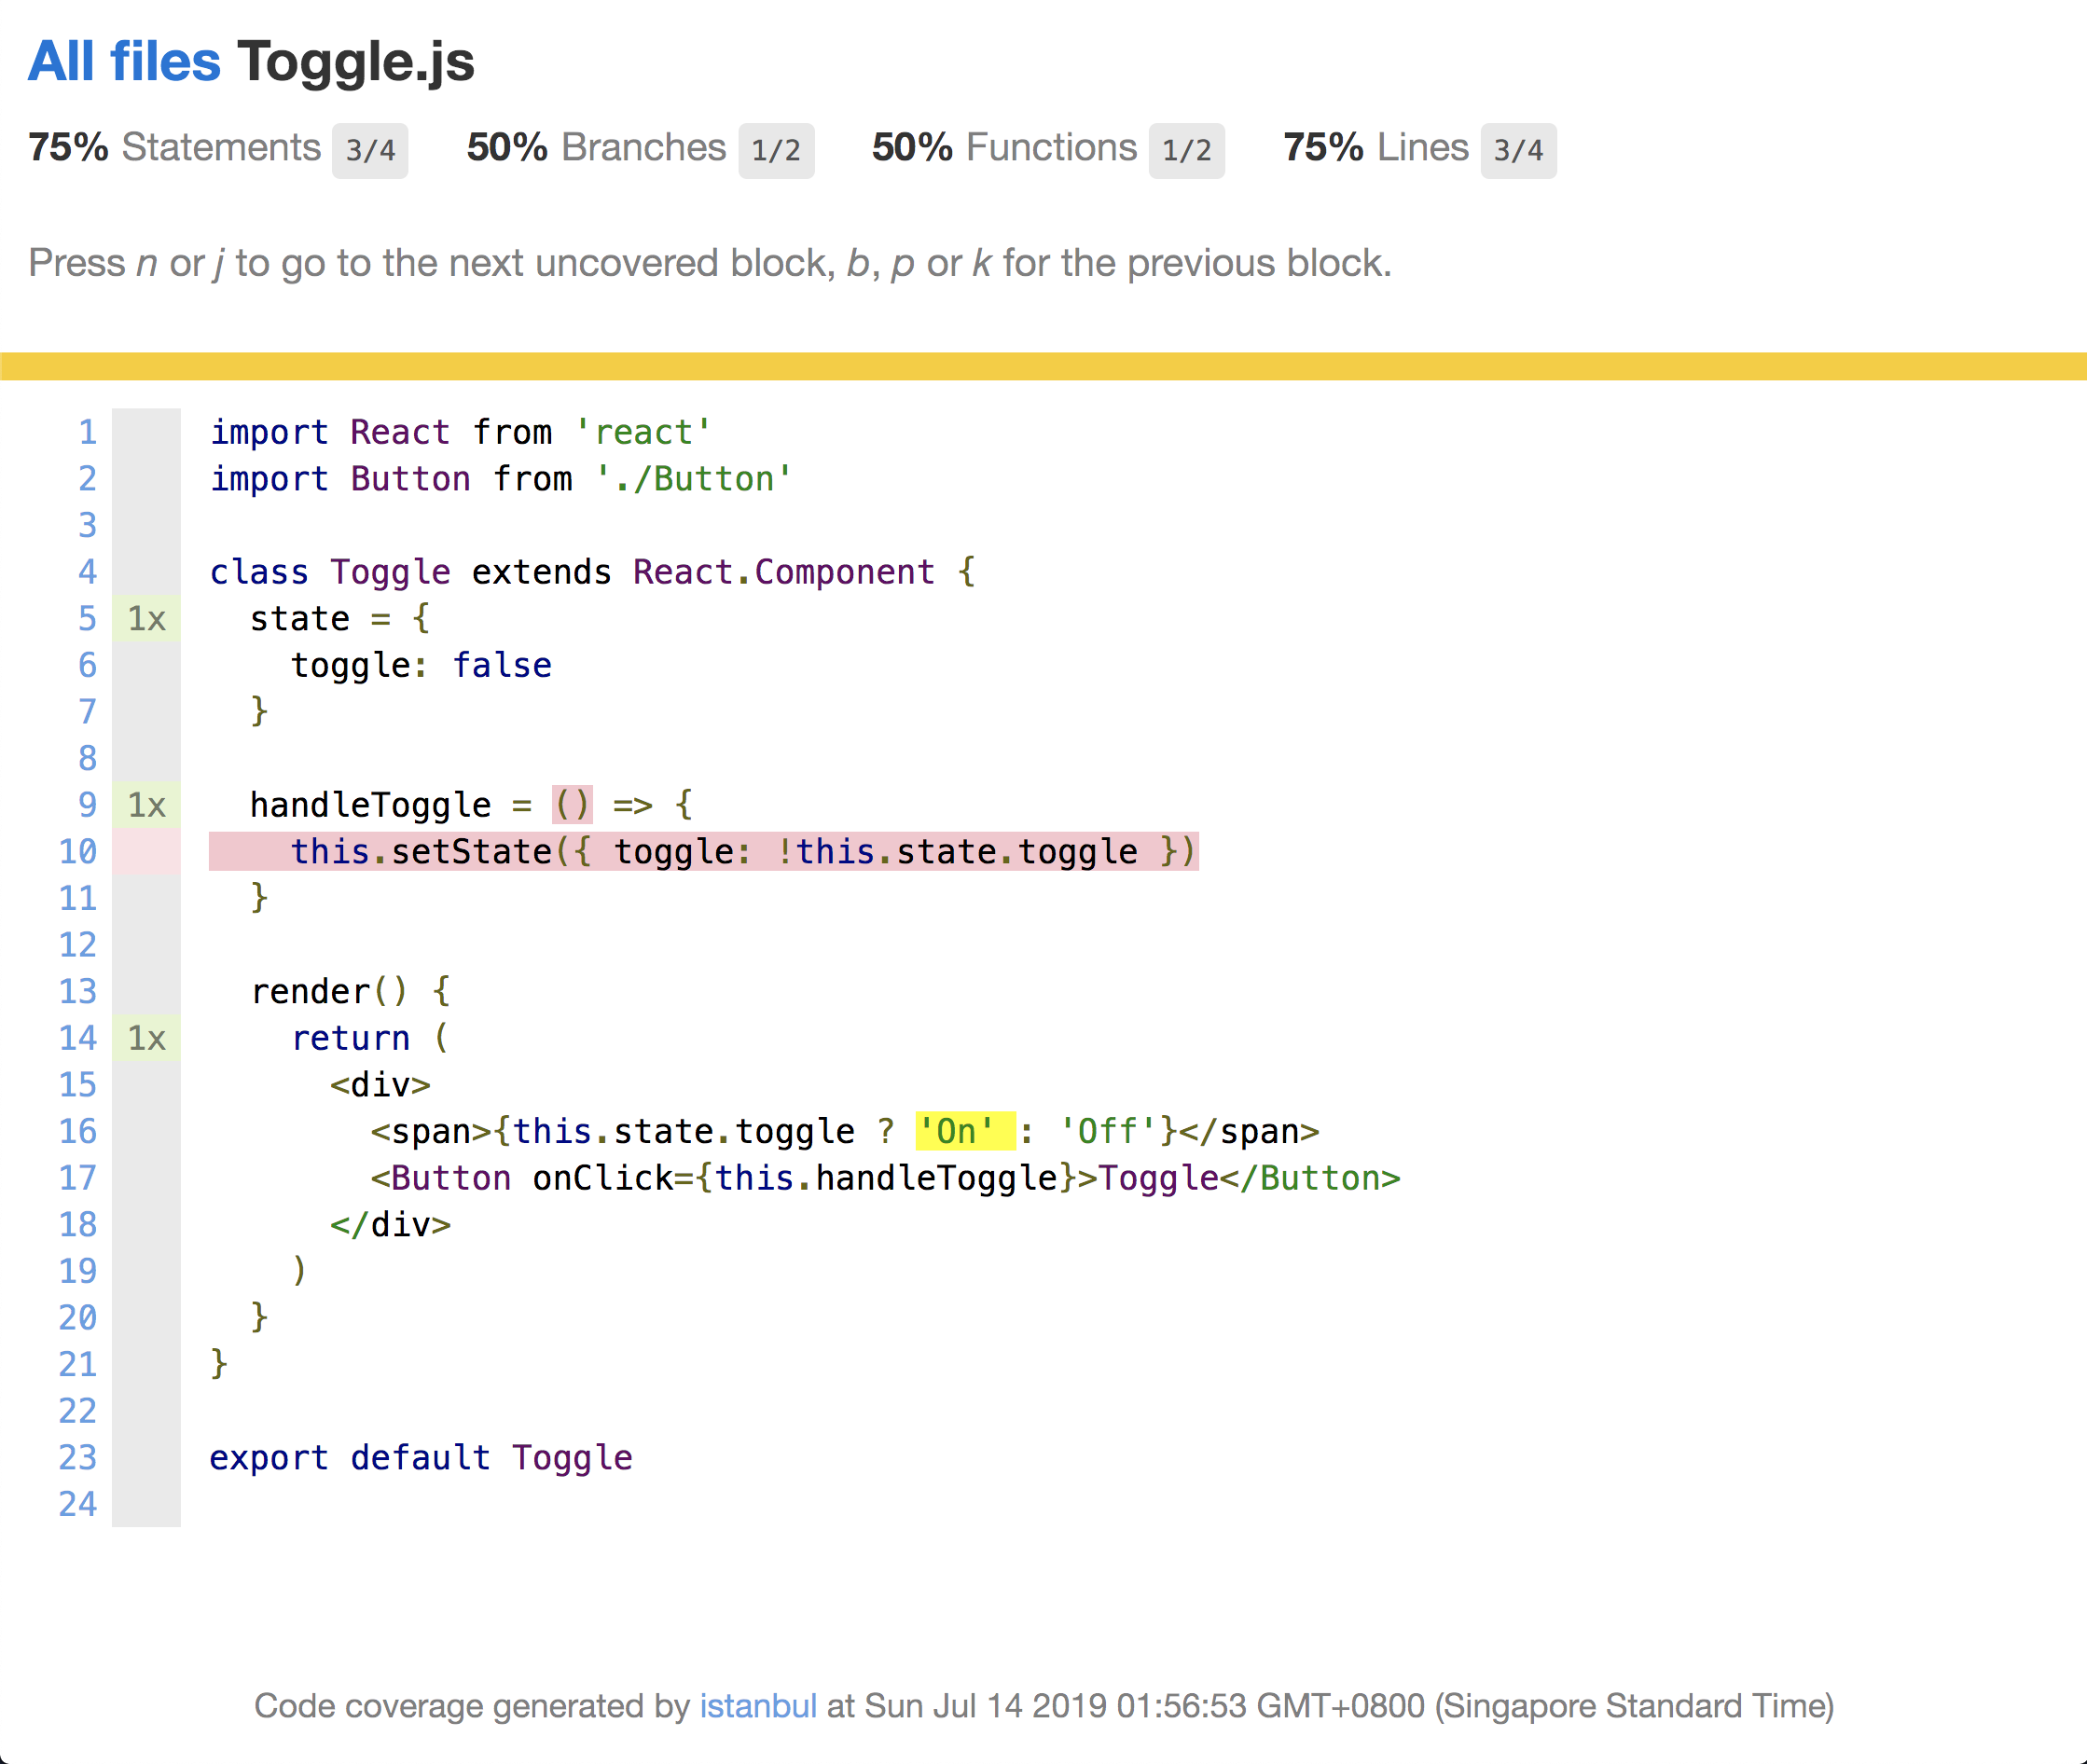 All files Toggle.js
75% Statements 3/4 50% Branches 1/2 50% Functions 1/2 75% Lines 3/4
Press n or j to go to the next uncovered block, b, p or k for the previous block.
1 import React from 'react'
2 import Button from './Button'
3
4 class Toggle extends React.Component {
5 1x   state = {
6     toggle: false
7   }
8
9 1x   handleToggle = () => {
10     this.setState({ toggle: !this.state.toggle })
11   }
12
13   render() {
14 1x     return (
15       <div>
16         <span>{this.state.toggle ? 'On' : 'Off'}</span>
17         <Button onClick={this.handleToggle}>Toggle</Button>
18       </div>
19     )
20   }
21 }
22
23 export default Toggle
24
Code coverage generated by istanbul at Sun Jul 14 2019 01:56:53 GMT+0800 (Singapore Standard Time)